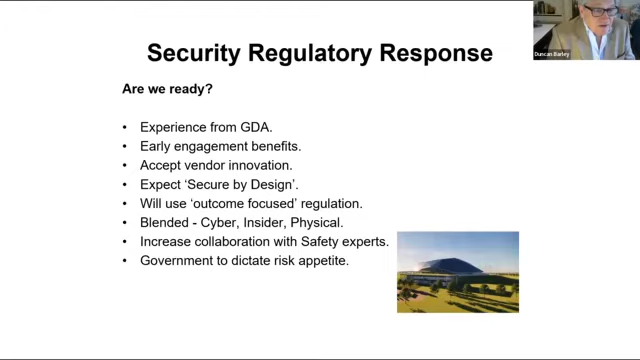 Security Regulatory Response
Duncan Barley
Are we ready?
• Experience from GDA.
• Early engagement benefits.
• Accept vendor innovation.
• Expect ‘Secure by Design’.
• Will use ‘outcome focused’ regulation.
• Blended - Cyber, Insider, Physical.
• Increase collaboration with Safety experts.
• Government to dictate risk appetite.